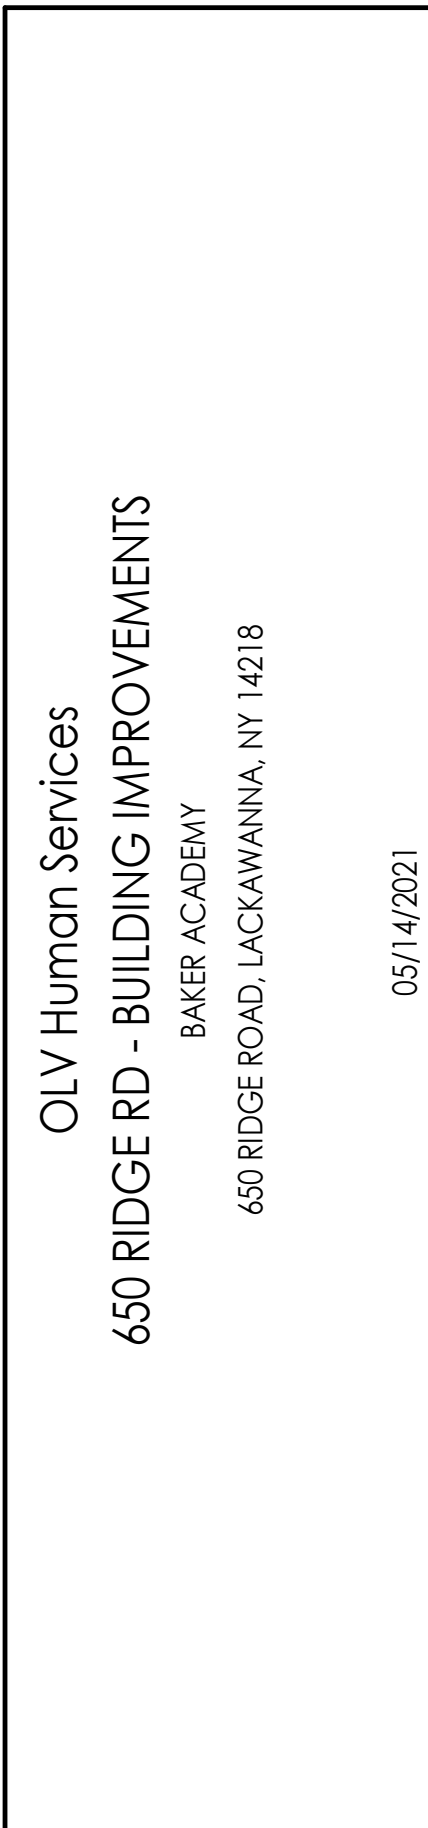 OLV Human Services
650 RIDGE RD - BUILDING IMPROVEMENTS
BAKER ACADEMY
650 RIDGE ROAD, LACKAWANNA, NY 14218
05/14/2021